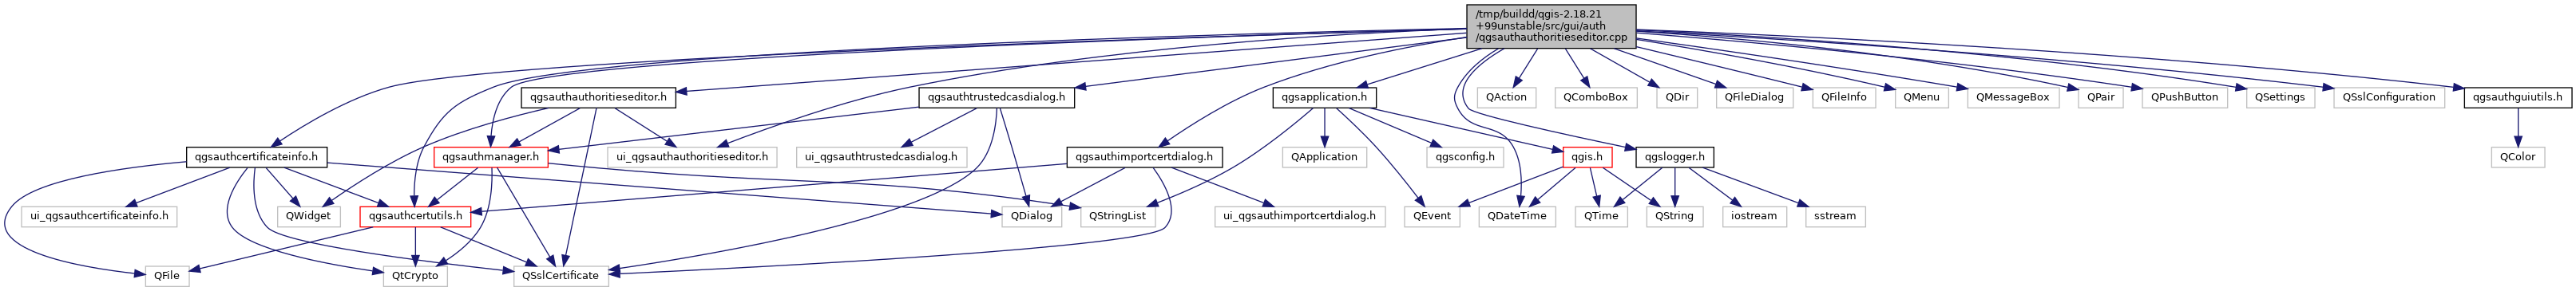 /tmp/buildd/qgis-2.18.21
+99unstable/src/gui/auth
/qgsauthauthoritieseditor.cpp
qgsauthauthoritieseditor.h
qgsauthtrustedcasdialog.h
qgsapplication.h
QAction
QComboBox
QDir
QFileDialog
QFileInfo
QMenu
QMessageBox
QPair
QPushButton
QSettings
QSslConfiguration
qgsauthguiutils.h
qgsauthcertificateinfo.h
qgsauthmanager.h
ui_qgsauthauthoritieseditor.h
ui_qgsauthtrustedcasdialog.h
qgsauthimportcertdialog.h
QApplication
qgsconfig.h
qgis.h
qgslogger.h
QColor
ui_qgsauthcertificateinfo.h
QWidget
qgsauthcertutils.h
QDialog
QStringList
ui_qgsauthimportcertdialog.h
QEvent
QDateTime
QTime
QString
iostream
sstream
QFile
QtCrypto
QSslCertificate